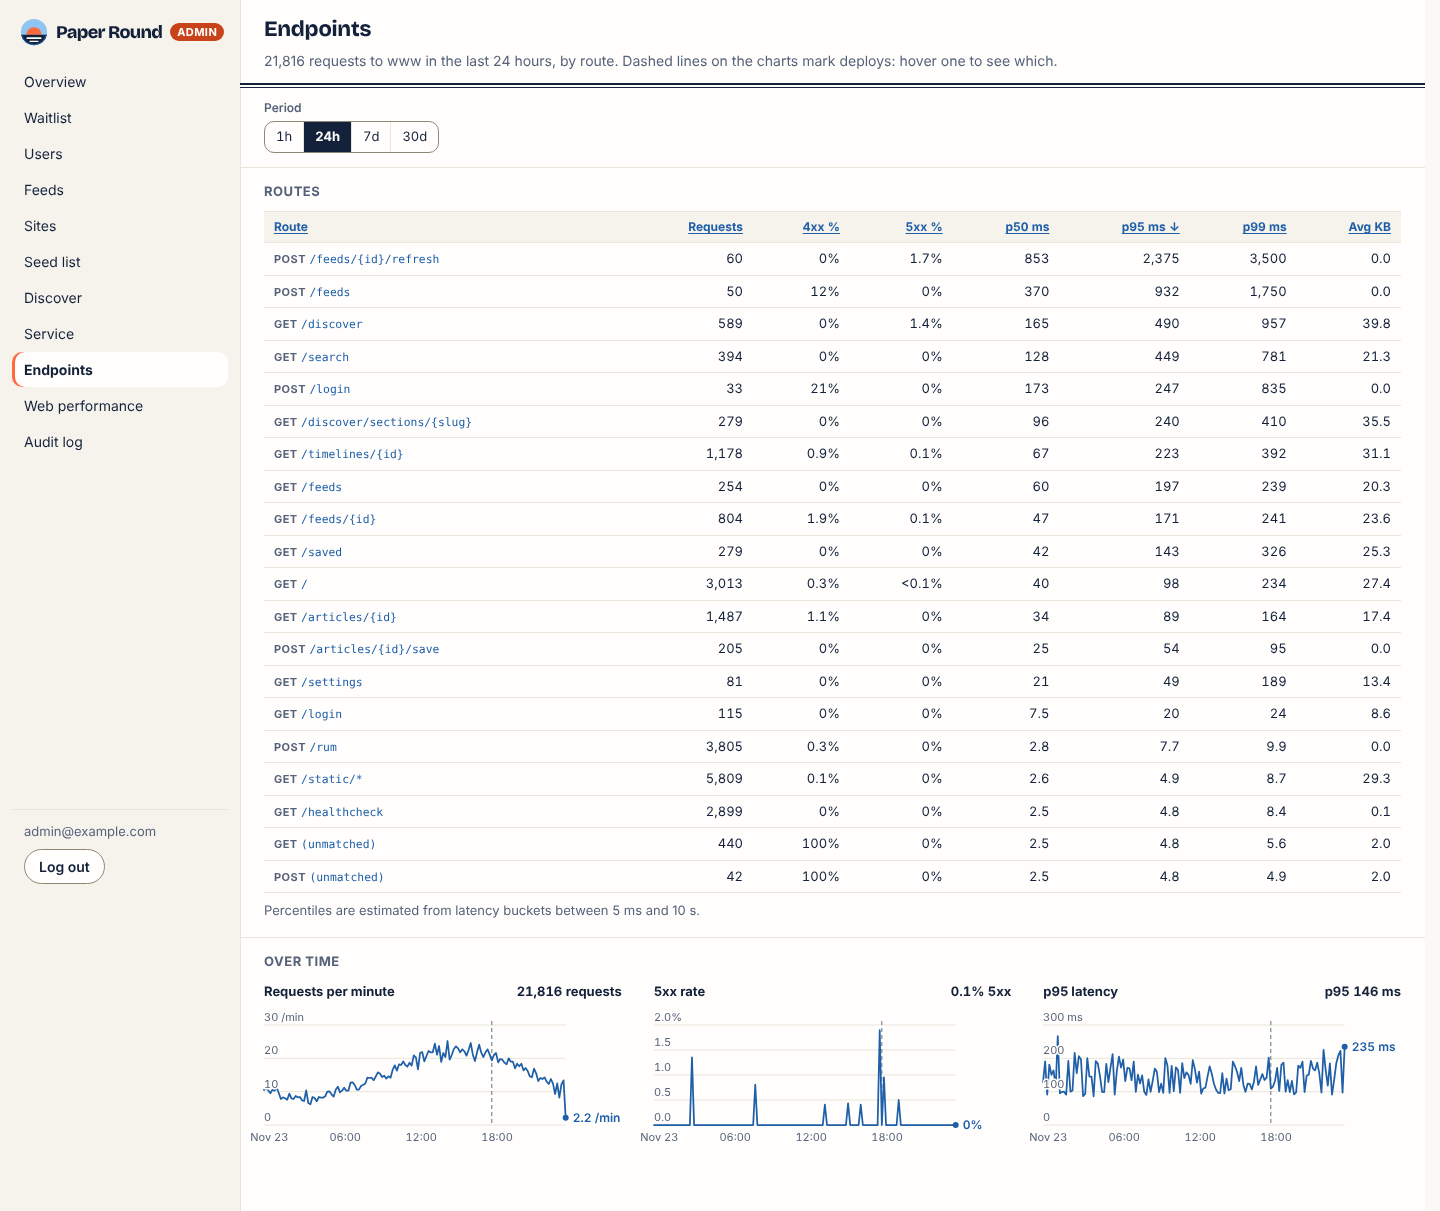 Paper Round ADMIN
Overview
Waitlist
Users
Feeds
Sites
Seed list
Discover
Service
Endpoints
Web performance
Audit log
admin@example.com
Log out
Endpoints
21,816 requests to www in the last 24 hours, by route. Dashed lines on the charts mark deploys: hover one to see which.
Period
1h 24h 7d 30d
ROUTES
Route Requests 4xx % 5xx % p50 ms p95 ms ↓ p99 ms Avg KB
POST /feeds/{id}/refresh 60 0% 1.7% 853 2,375 3,500 0.0
POST /feeds 50 12% 0% 370 932 1,750 0.0
GET /discover 589 0% 1.4% 165 490 957 39.8
GET /search 394 0% 0% 128 449 781 21.3
POST /login 33 21% 0% 173 247 835 0.0
GET /discover/sections/{slug} 279 0% 0% 96 240 410 35.5
GET /timelines/{id} 1,178 0.9% 0.1% 67 223 392 31.1
GET /feeds 254 0% 0% 60 197 239 20.3
GET /feeds/{id} 804 1.9% 0.1% 47 171 241 23.6
GET /saved 279 0% 0% 42 143 326 25.3
GET / 3,013 0.3% <0.1% 40 98 234 27.4
GET /articles/{id} 1,487 1.1% 0% 34 89 164 17.4
POST /articles/{id}/save 205 0% 0% 25 54 95 0.0
GET /settings 81 0% 0% 21 49 189 13.4
GET /login 115 0% 0% 7.5 20 24 8.6
POST /rum 3,805 0.3% 0% 2.8 7.7 9.9 0.0
GET /static/* 5,809 0.1% 0% 2.6 4.9 8.7 29.3
GET /healthcheck 2,899 0% 0% 2.5 4.8 8.4 0.1
GET (unmatched) 440 100% 0% 2.5 4.8 5.6 2.0
POST (unmatched) 42 100% 0% 2.5 4.8 4.9 2.0
Percentiles are estimated from latency buckets between 5 ms and 10 s.
OVER TIME
Requests per minute 21,816 requests
30 /min
20
10
0
2.2 /min
Nov 23 06:00 12:00 18:00
5xx rate 0.1% 5xx
2.0%
1.5
1.0
0.5
0.0
0%
Nov 23 06:00 12:00 18:00
p95 latency p95 146 ms
300 ms
200
100
0
235 ms
Nov 23 06:00 12:00 18:00